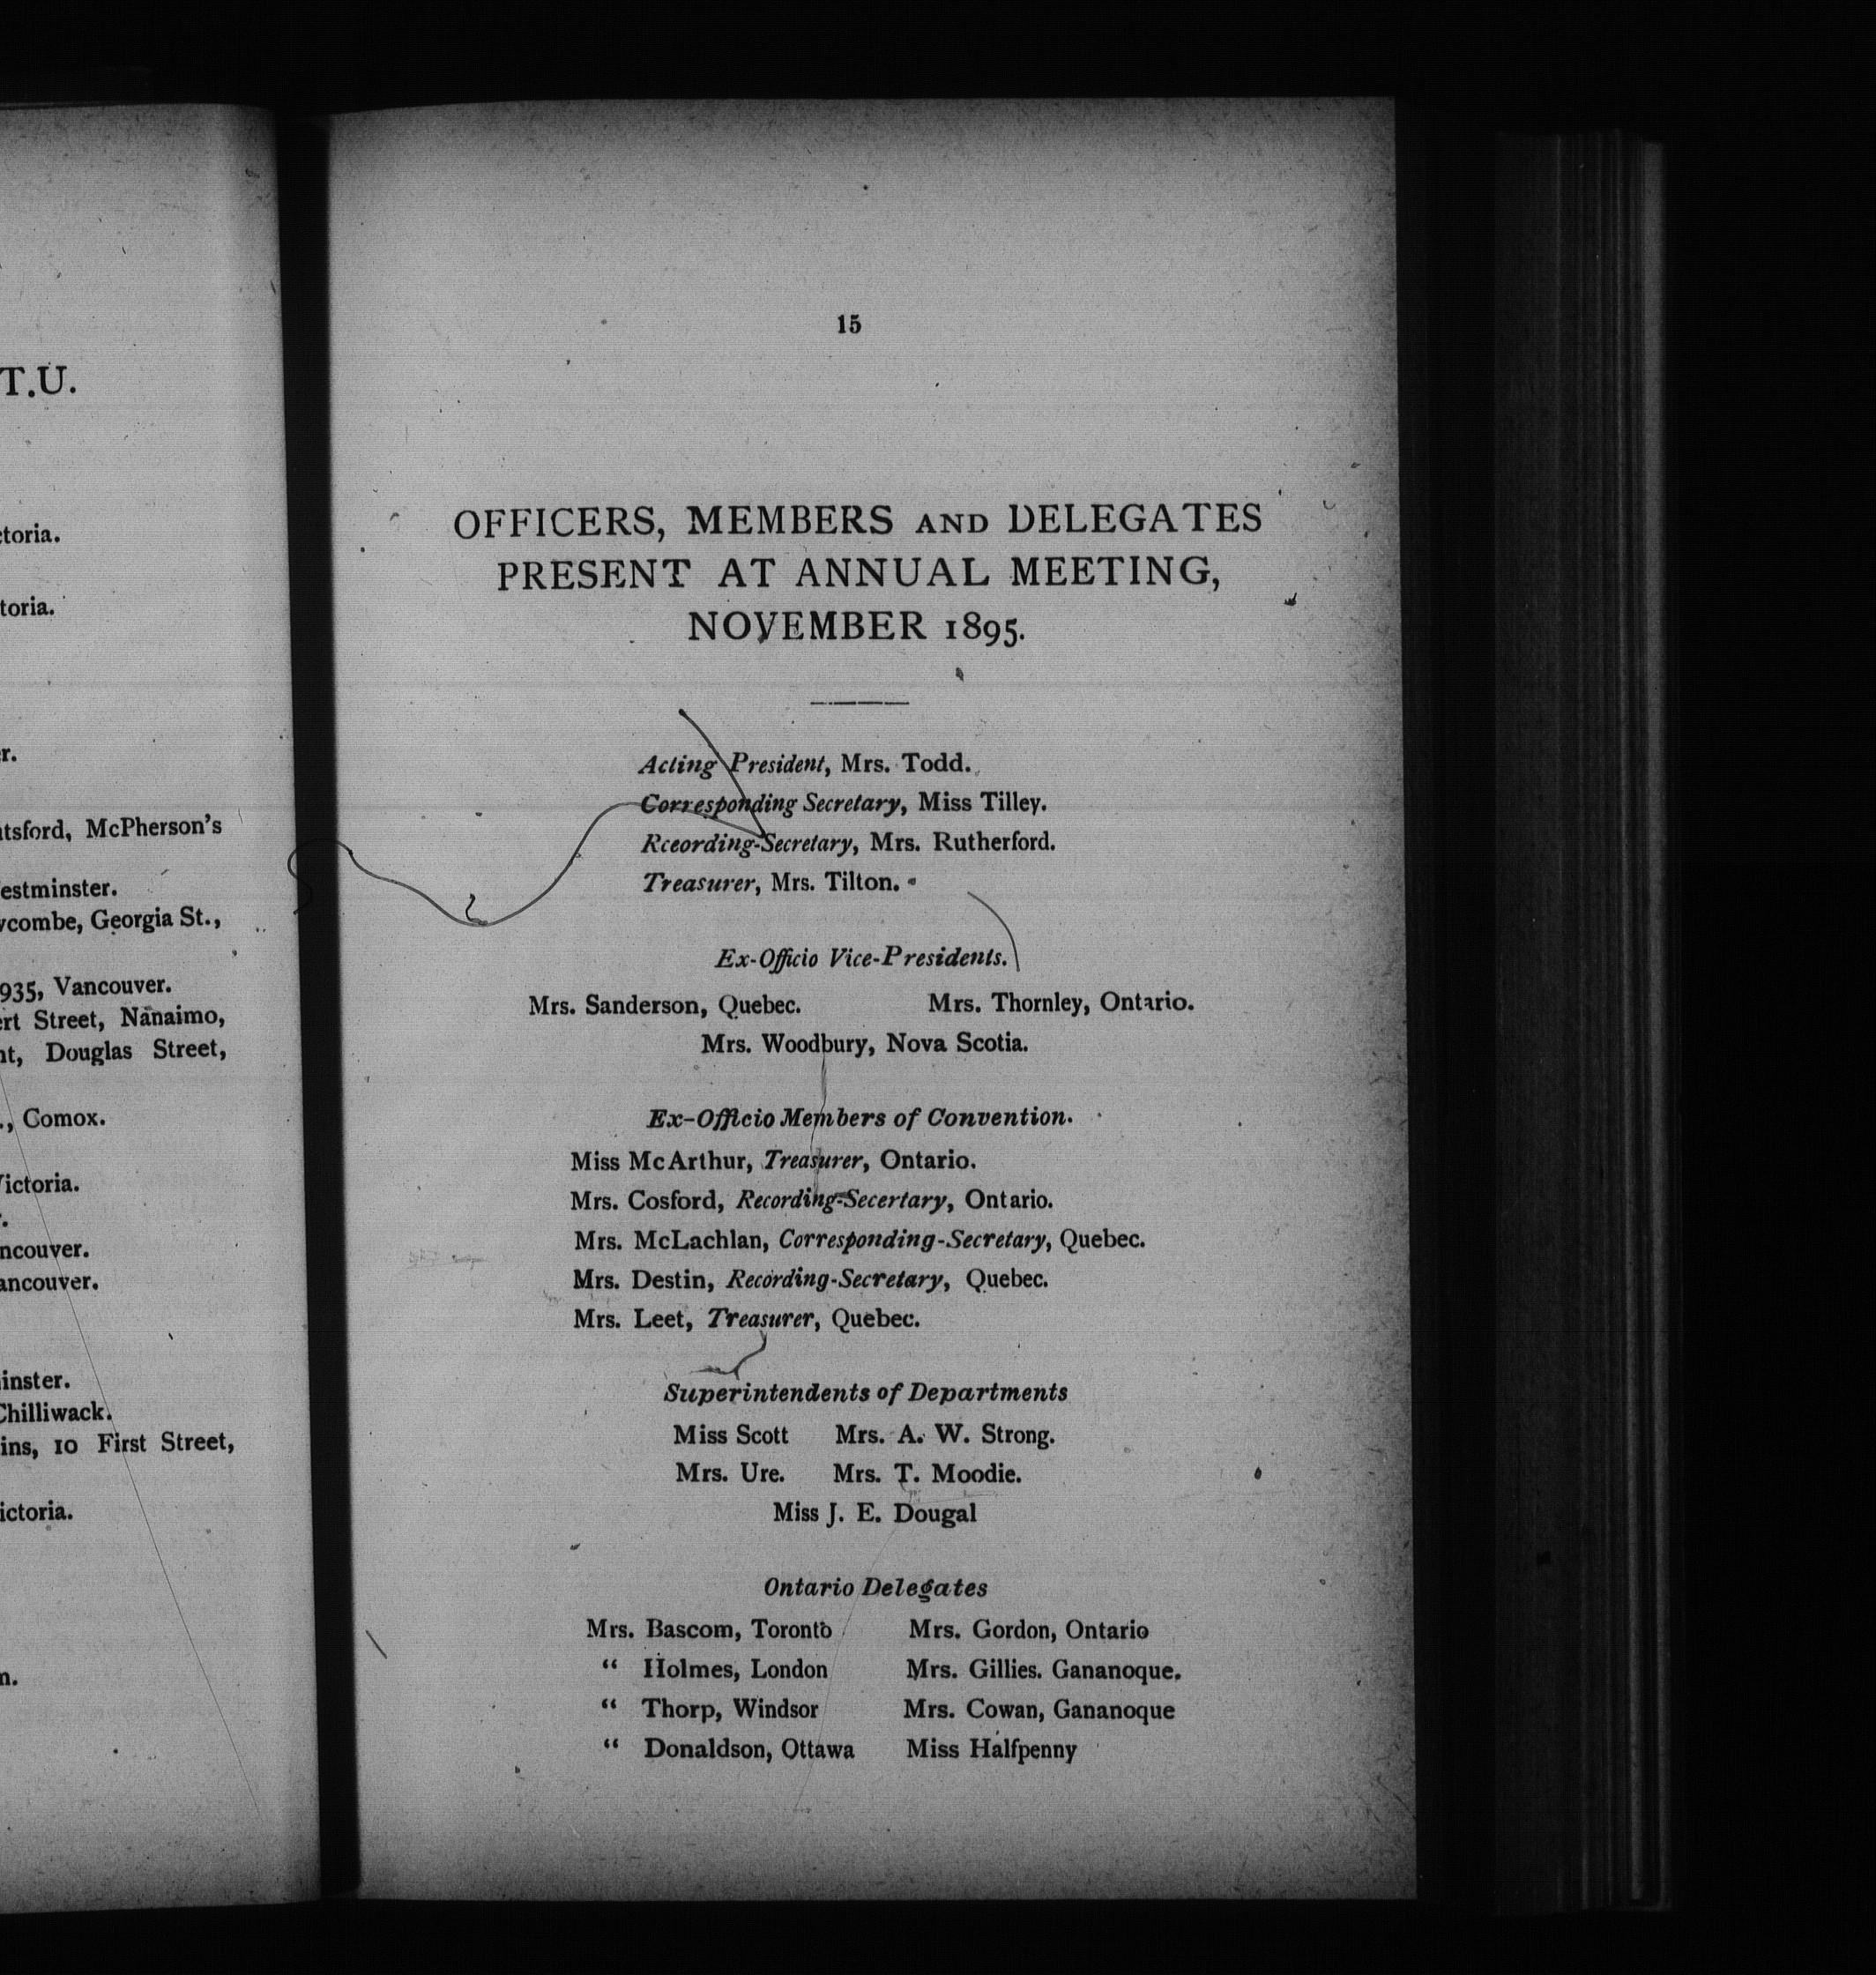 T.U.
ctoria.
toria.
r.
tsford, McPherson's
estminster.
combe, Georgia St.,
935, Vancouver.
ert Street, Nanaimo,
nt, Douglas Street,
., Comox.
Victoria.
r.
ncouver.
ancouver.
inster.
Chilliwack.
ins, 10 First Street,
ictoria.
n.
15
OFFICERS, MEMBERS AND DELEGATES
PRESENT AT ANNUAL MEETING,
NOVEMBER 1895.
Acting President, Mrs. Todd.
Corresponding Secretary, Miss Tilley.
Rceording-Secretary, Mrs. Rutherford.
Treasurer, Mrs. Tilton.
Ex-Officio Vice-Presidents.
Mrs. Sanderson, Quebec. Mrs. Thornley, Ontario.
Mrs. Woodbury, Nova Scotia.
Ex-Officio Members of Convention.
Miss McArthur, Treasurer, Ontario.
Mrs. Cosford, Recording-Secertary, Ontario.
Mrs. McLachlan, Corresponding-Secretary, Quebec.
Mrs. Destin, Recording-Secretary, Quebec.
Mrs. Leet, Treasurer, Quebec.
Superintendents of Departments
Miss Scott Mrs. A. W. Strong.
Mrs. Ure. Mrs. T. Moodie.
Miss J. E. Dougal
Ontario Delegates
Mrs. Bascom, Toronto Mrs. Gordon, Ontario
“ Holmes, London Mrs. Gillies. Gananoque.
“ Thorp, Windsor Mrs. Cowan, Gananoque
“ Donaldson, Ottawa Miss Halfpenny